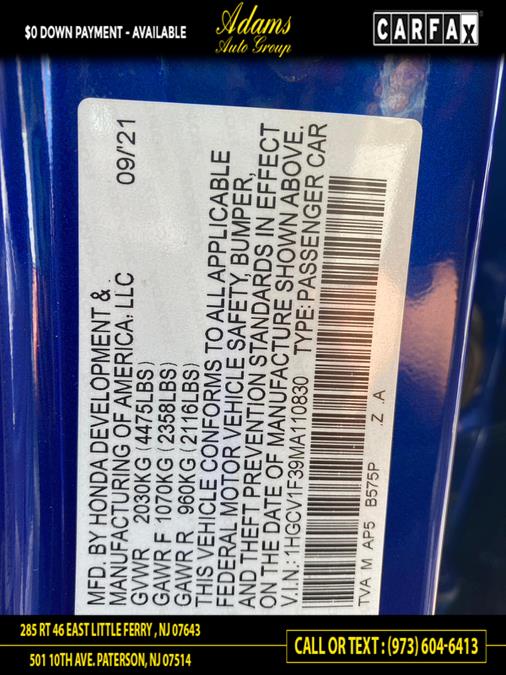 $0 DOWN PAYMENT - AVAILABLE
Adams
Auto Group
CARFAX
MFD. BY HONDA DEVELOPMENT &
MANUFACTURING OF AMERICA, LLC 09/'21
GVWR 2030KG (4475LBS)
GAWR F 1070KG (2358LBS)
GAWR R 960KG (2116LBS)
THIS VEHICLE CONFORMS TO ALL APPLICABLE
FEDERAL MOTOR VEHICLE SAFETY, BUMPER,
AND THEFT PREVENTION STANDARDS IN EFFECT
ON THE DATE OF MANUFACTURE SHOWN ABOVE.
V.I.N.: 1HGCV1F39MA110830 TYPE: PASSENGER CAR
TVA M AP5 B575P .Z .A
285 RT 46 EAST LITTLE FERRY , NJ 07643
501 10TH AVE. PATERSON, NJ 07514
CALL OR TEXT : (973) 604-6413